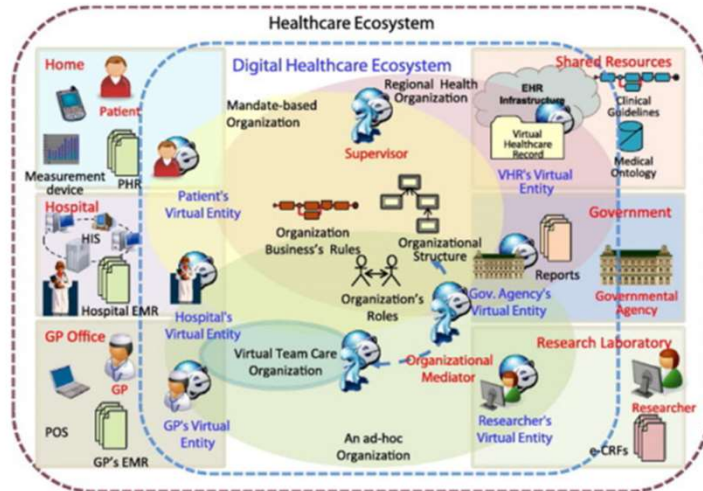 Healthcare Ecosystem
Home
Patient
Measurement
device
PHR
Digital Healthcare Ecosystem
Mandate-based
Organization
Regional Health
Organization
Supervisor
Patient's
Virtual Entity
Shared Resources
EHR
Infrastructure
Virtual
Healthcare
Record
Clinical
Guidelines
Medical
Ontology
VHR's Virtual
Entity
Hospital
HIS
Hospital EMR
Hospital's
Virtual Entity
Organization
Business's Rules
Organizational
Structure
Organization's
Roles
Government
Reports
Gov. Agency's
Virtual Entity
Governmental
Agency
GP Office
GP
POS
GP's EMR
GP's Virtual
Entity
Virtual Team Care
Organization
Organizational
Mediator
An ad-hoc
Organization
Research Laboratory
Researcher
Researcher's
Virtual Entity
e-CRFs